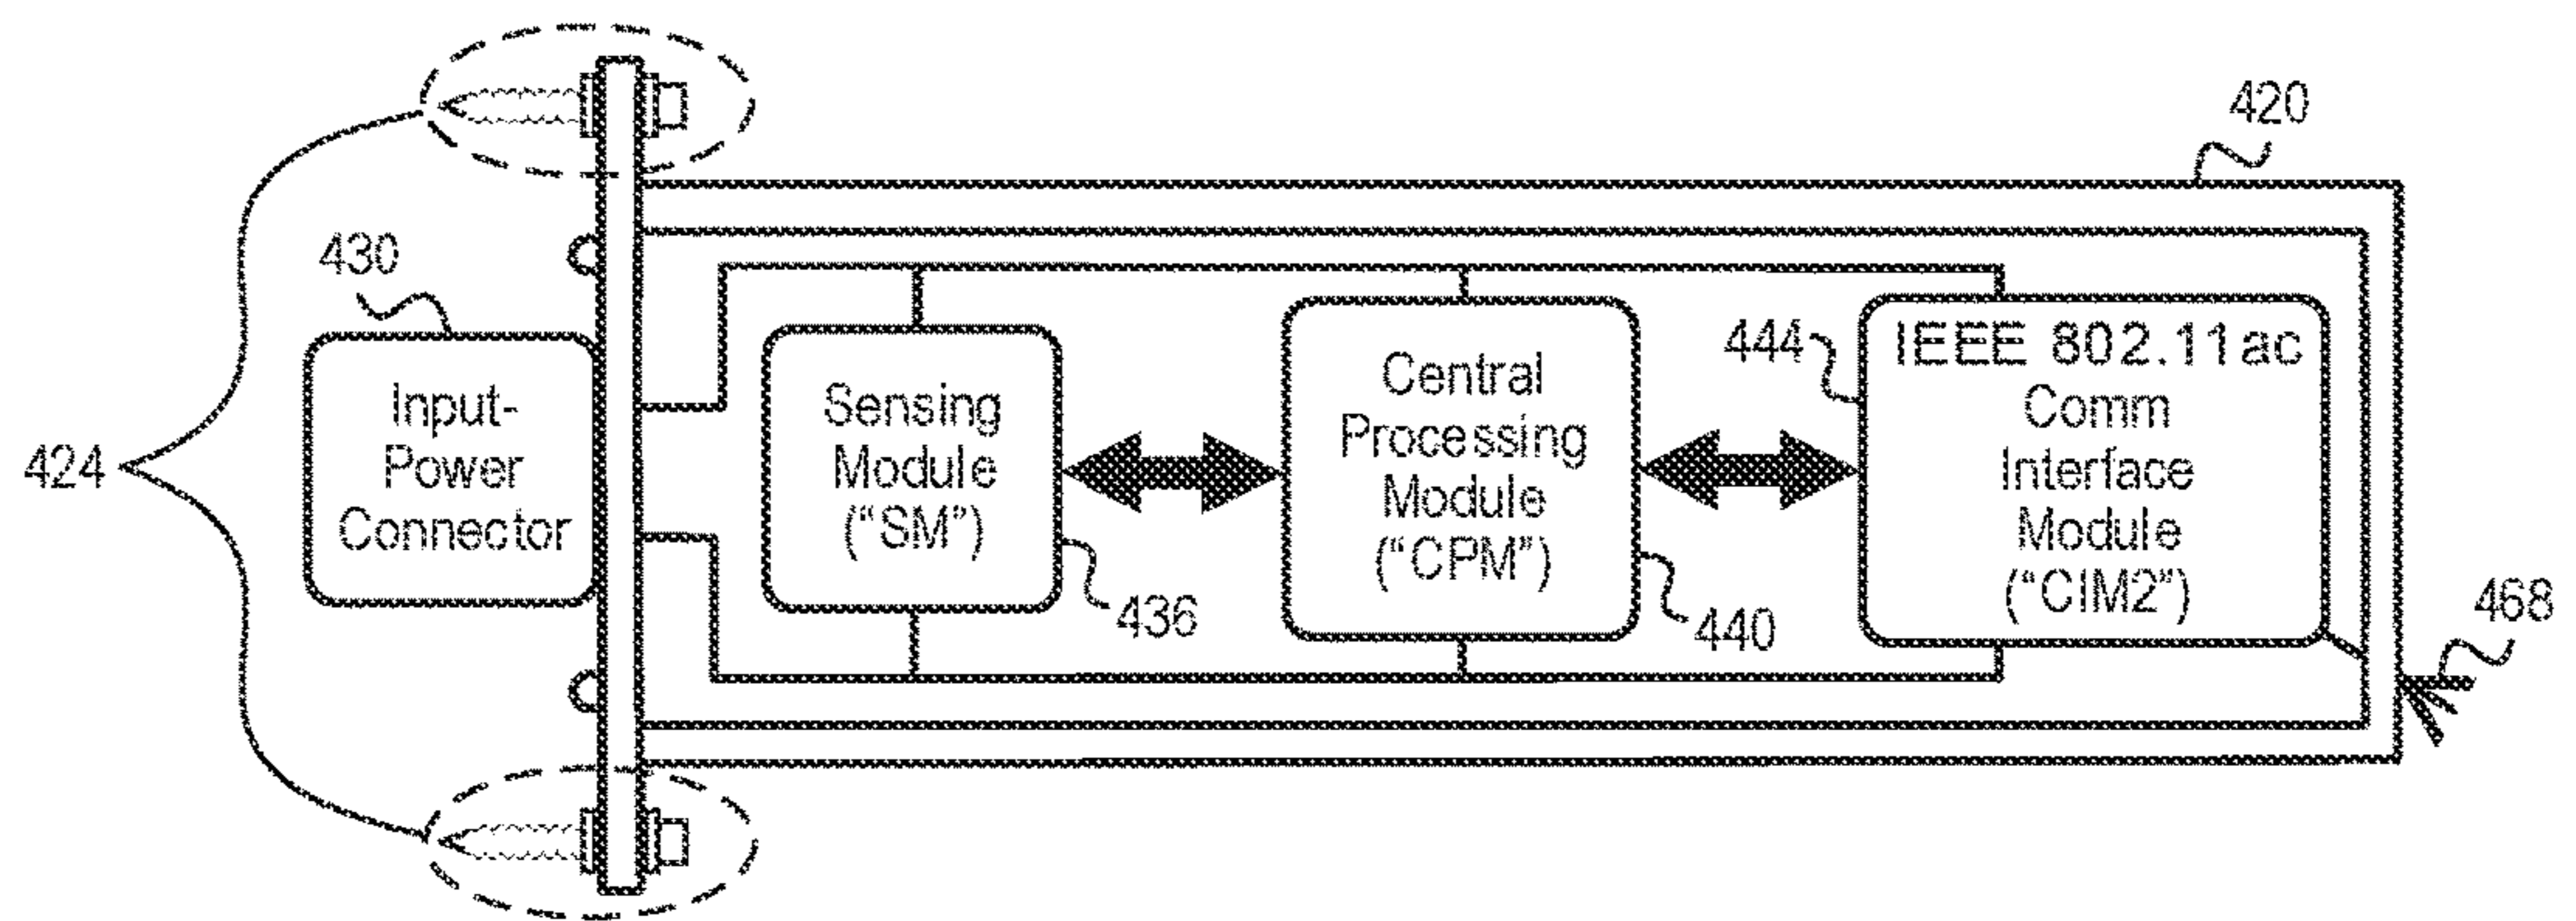 420
430
424
Input-
Power
Connector
Sensing
Module
("SM")
436
Central
Processing
Module
("CPM")
440
444
IEEE 802.11ac
Comm
Interface
Module
("CIM2")
468